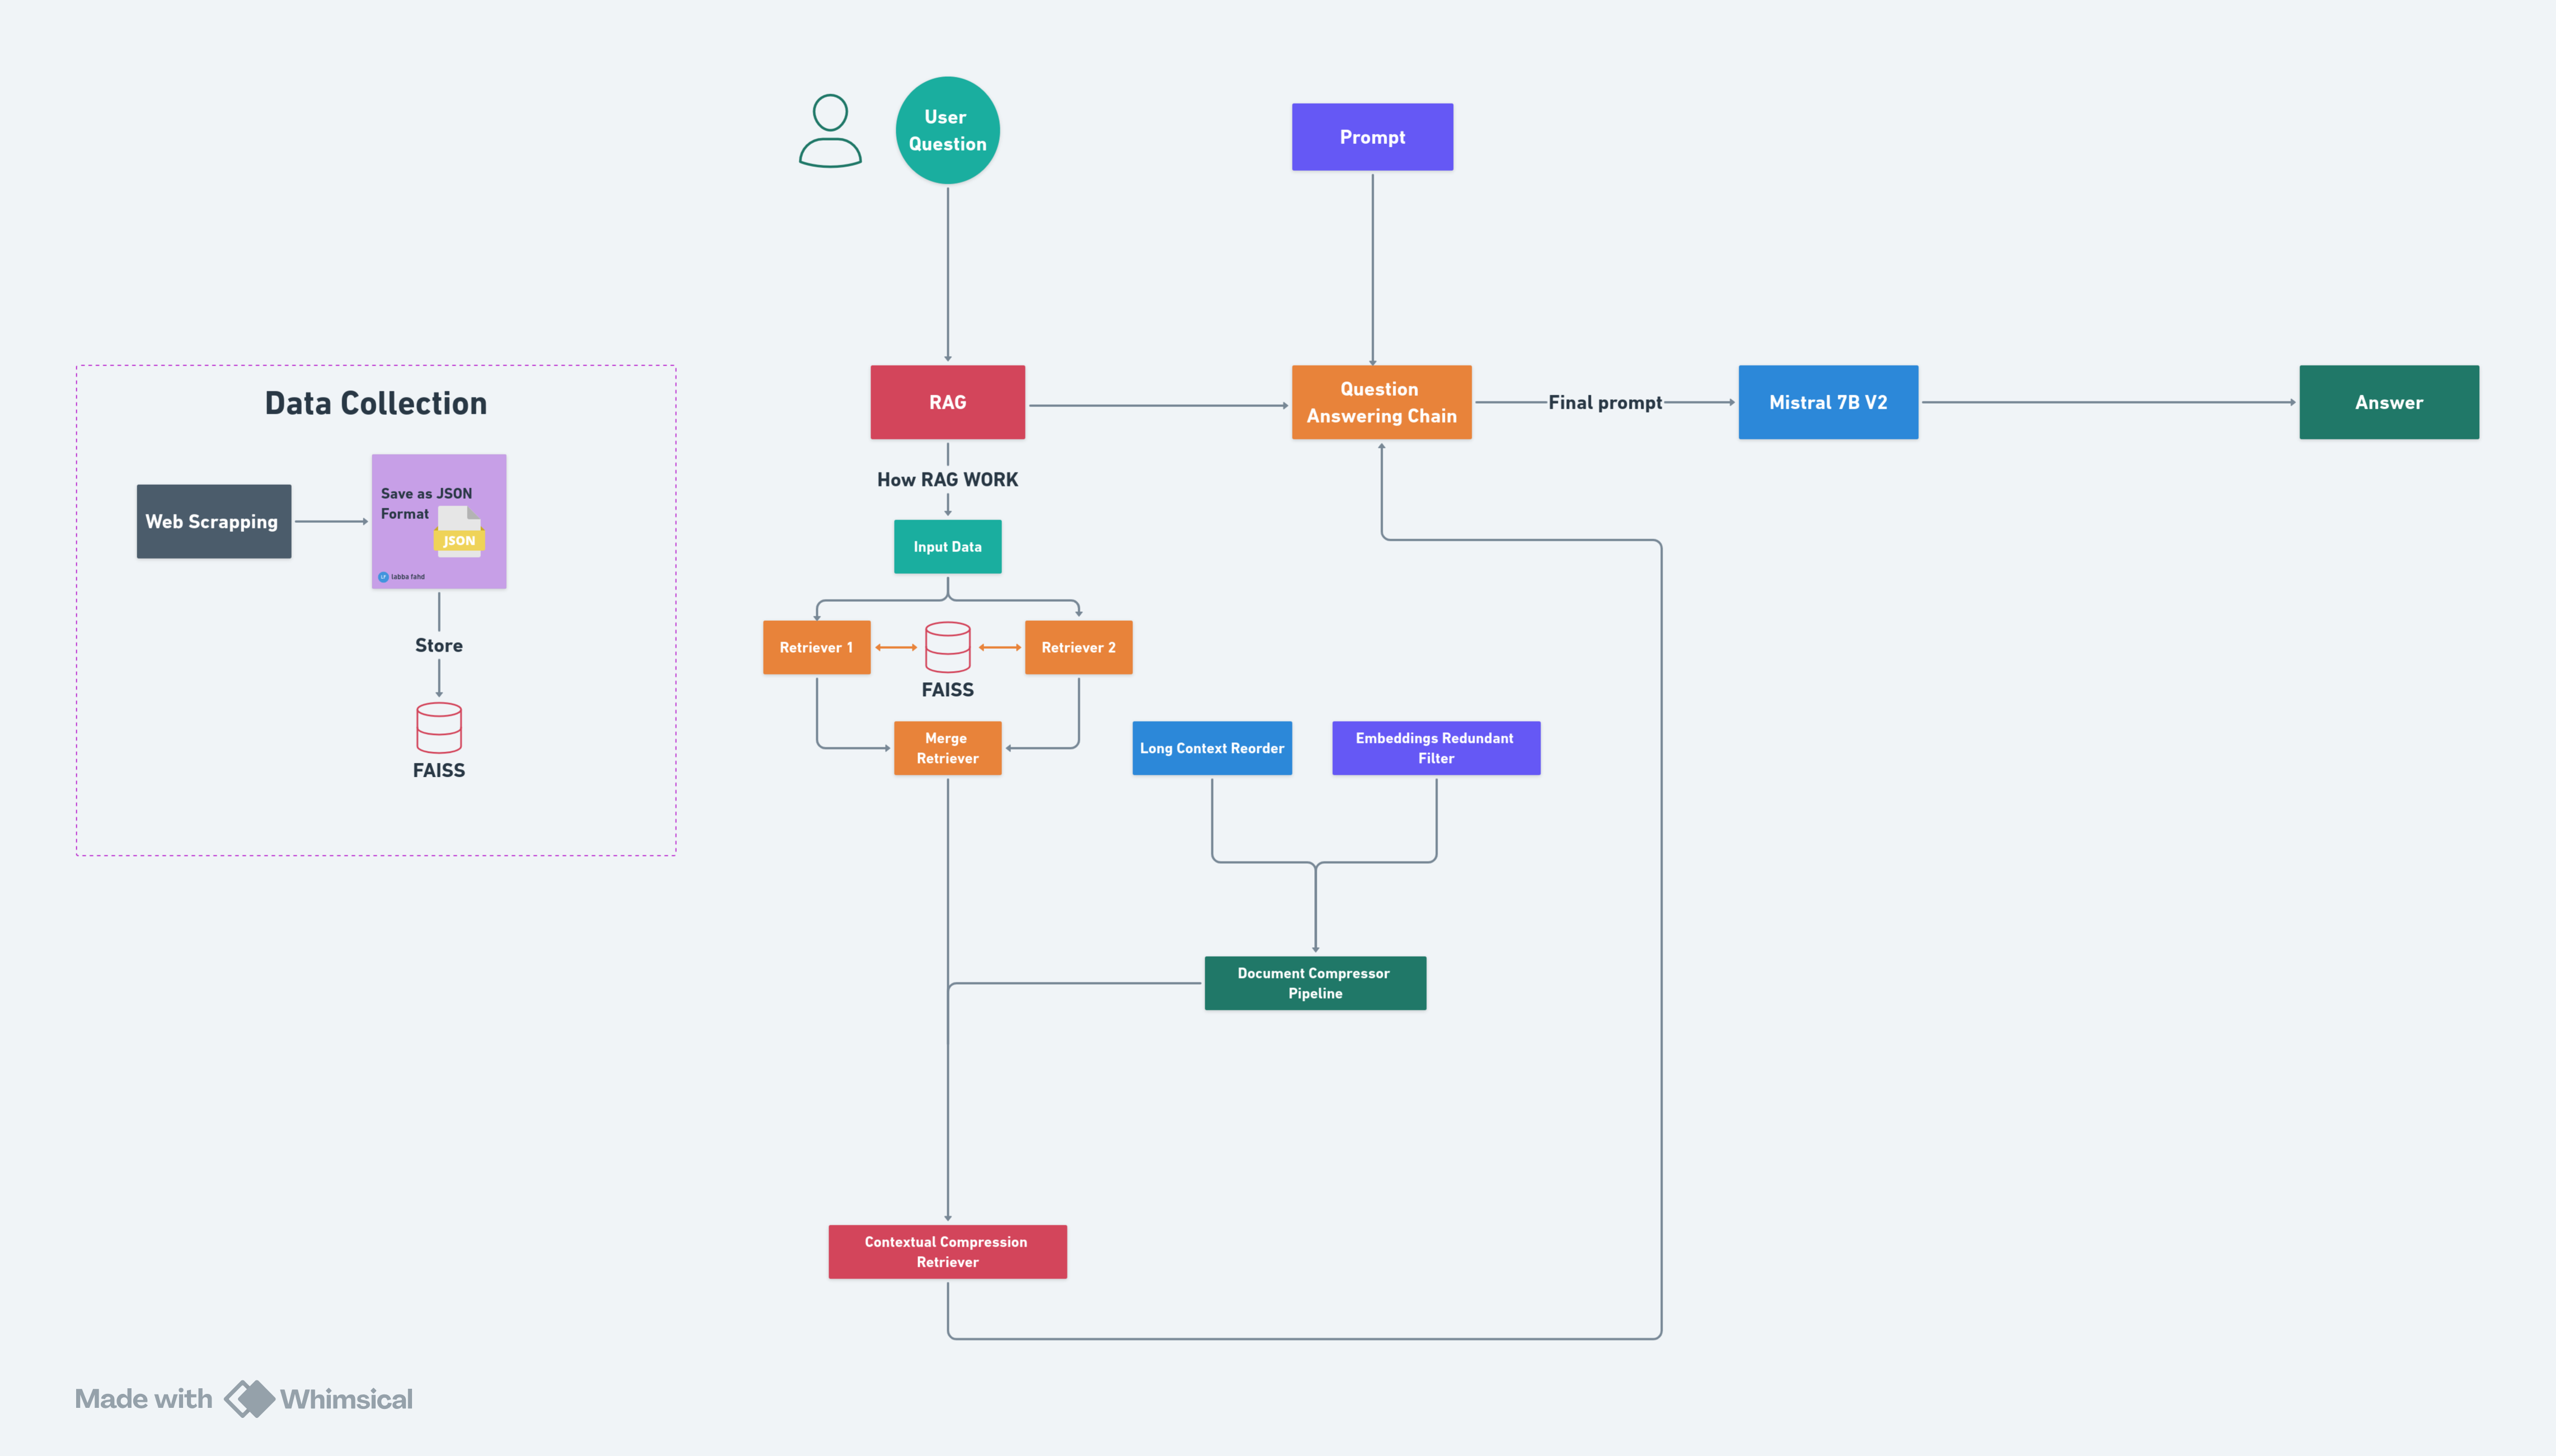 User
Question
Prompt
RAG
Question
Answering Chain
Final prompt
Mistral 7B V2
Answer
Data Collection
Web Scrapping
Save as JSON
Format
JSON
LF
labba fahd
Store
FAISS
How RAG WORK
Input Data
Retriever 1
FAISS
Retriever 2
Merge
Retriever
Long Context Reorder
Embeddings Redundant
Filter
Document Compressor
Pipeline
Contextual Compression
Retriever
Made with Whimsical